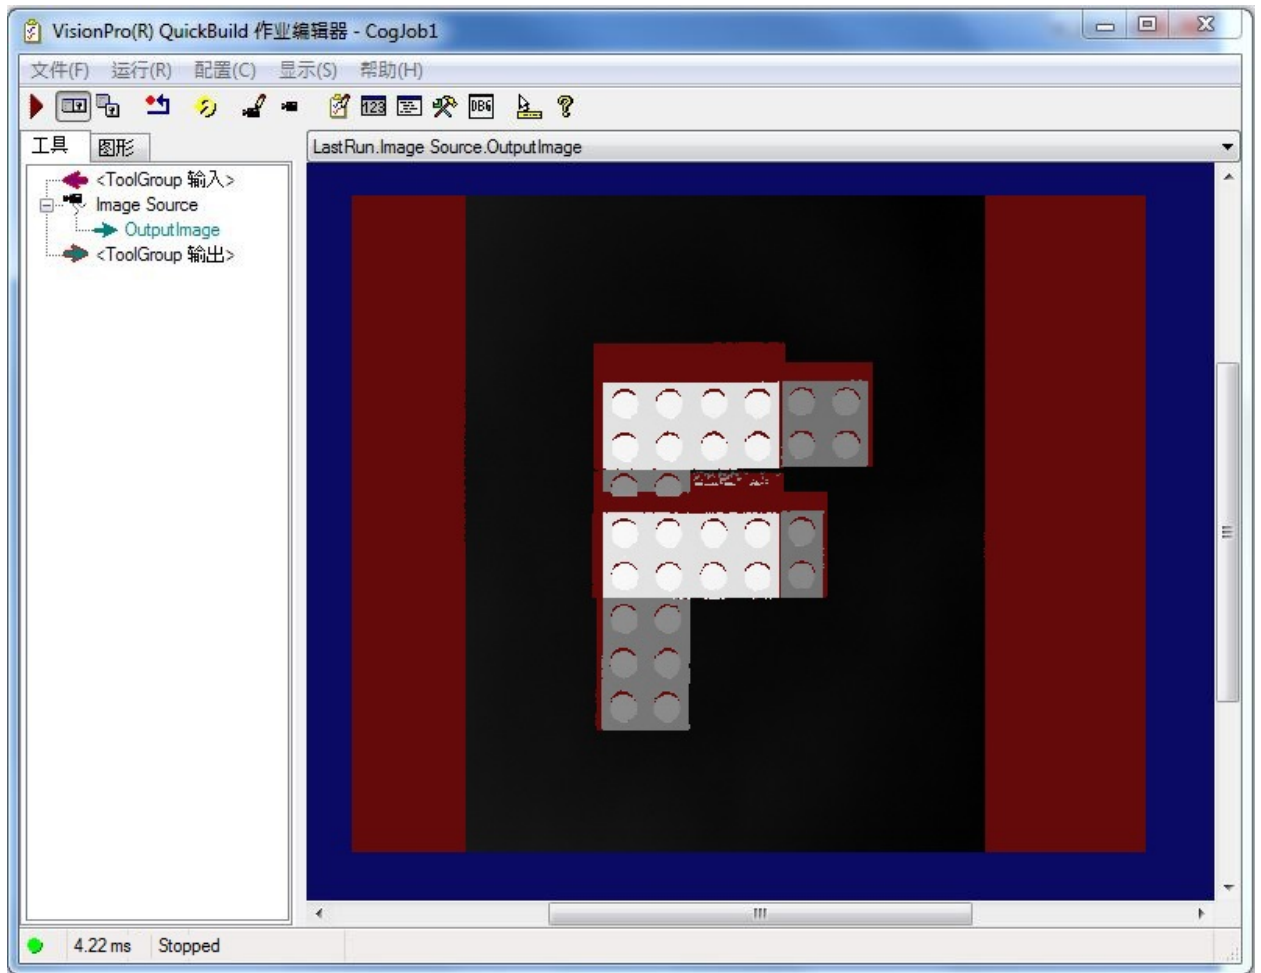 VisionPro(R) QuickBuild 作业编辑器 - CogJob1
文件(F) 运行(R) 配置(C) 显示(S) 帮助(H)
123 DBG
工具 图形 LastRun.Image Source.OutputImage
<ToolGroup 输入>
Image Source
OutputImage
<ToolGroup 输出>
4.22 ms Stopped